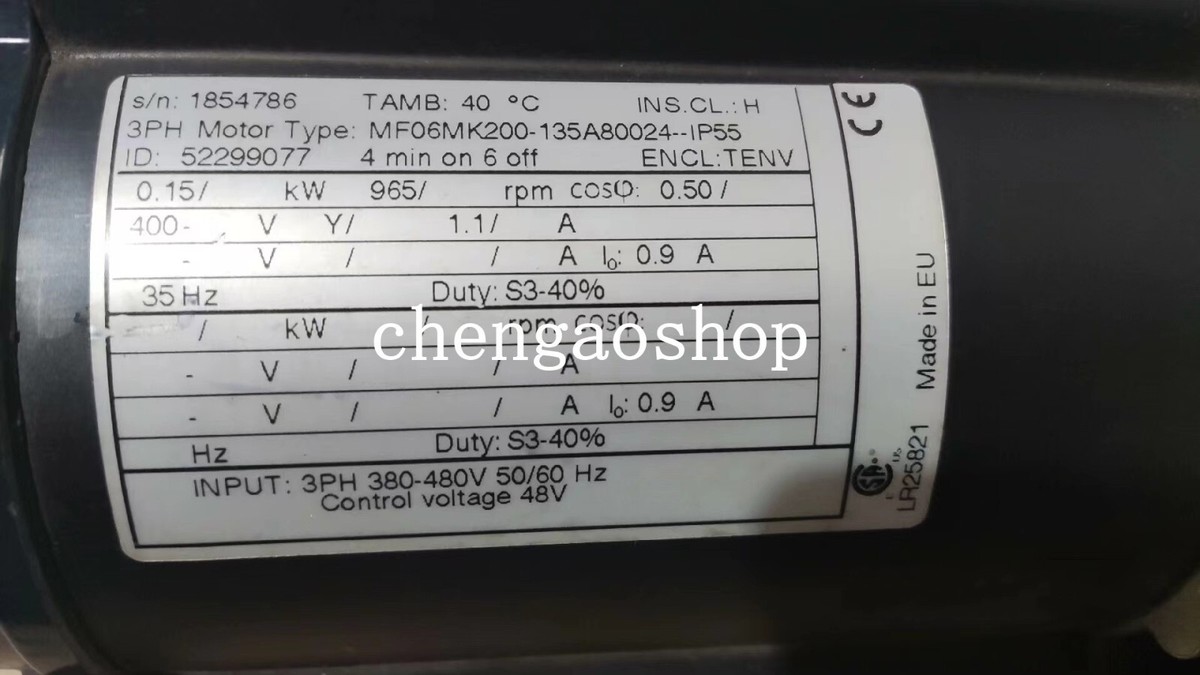 s/n: 1854786 TAMB: 40 °C INS.CL.: H
3PH Motor Type: MF06MK200-135A80024--IP55
ID: 52299077 4 min on 6 off ENCL:TENV
0.15/ kW 965/ rpm cosφ: 0.50 /
400- V Y/ 1.1/ A
- V / / A I₀: 0.9 A
35 Hz Duty: S3-40%
/ kW / rpm cosφ: /
chengaoshop
- V / / A
- V / / A I₀: 0.9 A
Hz Duty: S3-40%
INPUT: 3PH 380-480V 50/60 Hz
Control voltage 48V
CE
Made in EU
LR25821